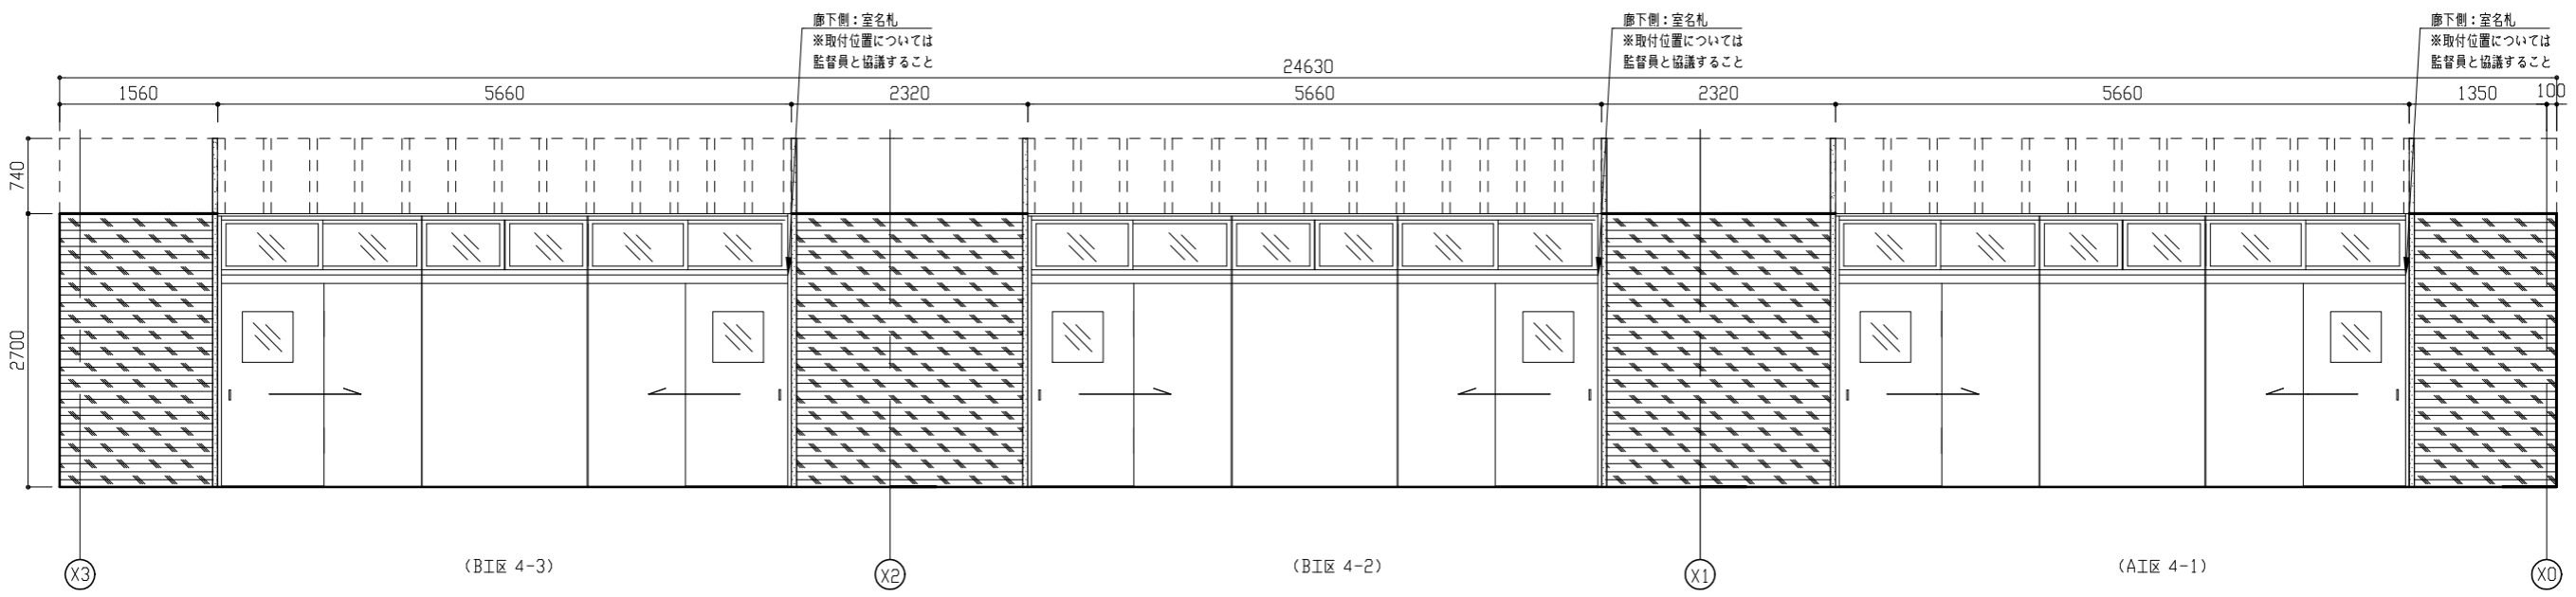 廊下側：室名札
※取付位置については
監督員と協議すること
廊下側：室名札
※取付位置については
監督員と協議すること
廊下側：室名札
※取付位置については
監督員と協議すること
24630
1560
5660
2320
5660
2320
5660
1350
100
740
2700
(B工区 4-3)
(B工区 4-2)
(A工区 4-1)
X3
X2
X1
X0